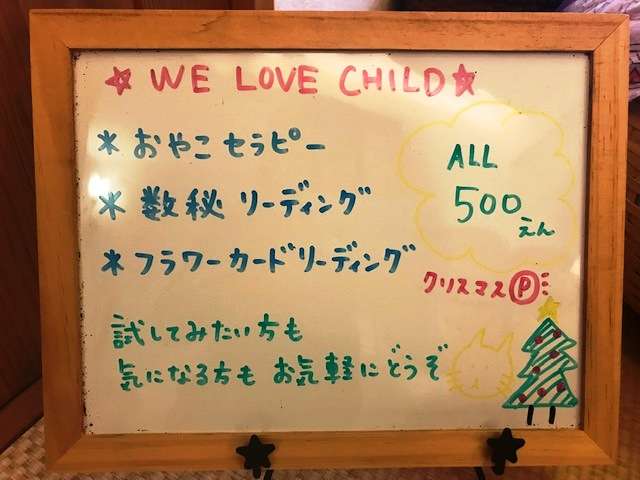 ☆ WE LOVE CHILD ☆
* おやこセラピー
* 数秘 リーディング
* フラワーカードリーディング
ALL
500
えん
クリスマスⓅ
試してみたい方も
気になる方も お気軽にどうぞ